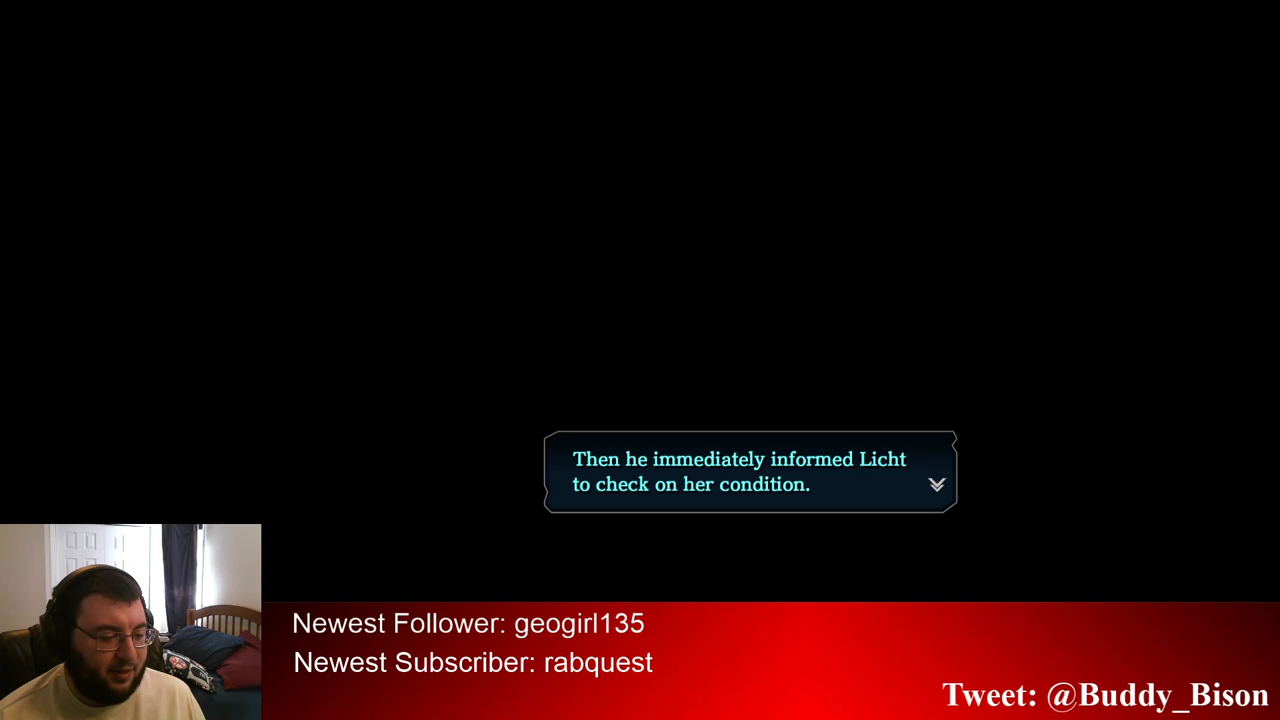 Then he immediately informed Licht
to check on her condition.
Newest Follower: geogirl135
Newest Subscriber: rabquest
Tweet: @Buddy_Bison